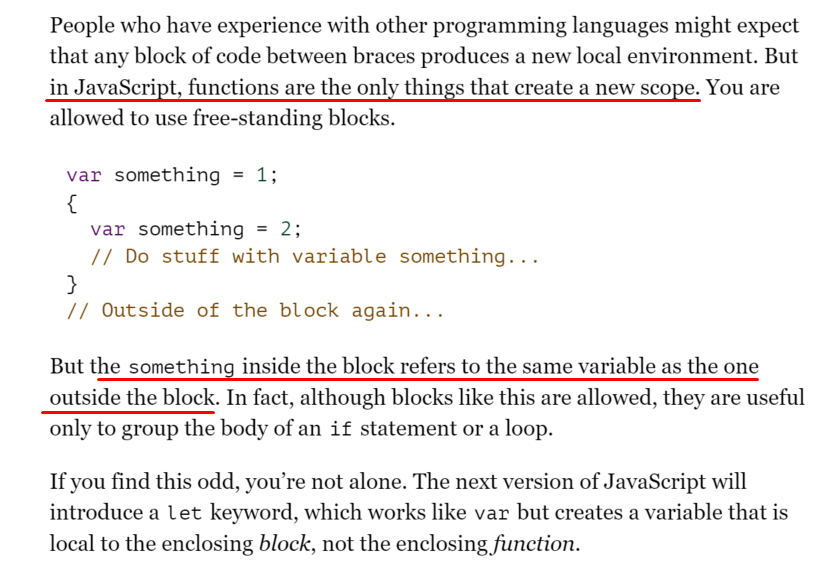 People who have experience with other programming languages might expect
that any block of code between braces produces a new local environment. But
in JavaScript, functions are the only things that create a new scope. You are
allowed to use free-standing blocks.
var something = 1;
{
  var something = 2;
  // Do stuff with variable something...
}
// Outside of the block again...
But the something inside the block refers to the same variable as the one
outside the block. In fact, although blocks like this are allowed, they are useful
only to group the body of an if statement or a loop.
If you find this odd, you’re not alone. The next version of JavaScript will
introduce a let keyword, which works like var but creates a variable that is
local to the enclosing block, not the enclosing function.